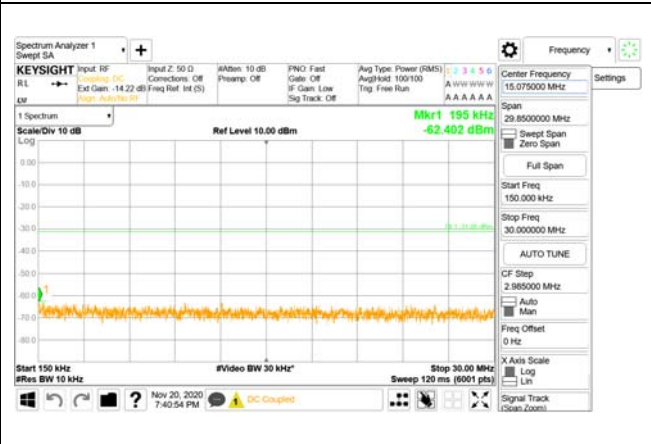 Spectrum Analyzer 1
Swept SA
+
Frequency
KEYSIGHT
RL
Input: RF
Coupling: DC
Ext Gain: -14.22 dB
Align: Auto/No RF
Input Z: 50 Ω
Corrections: Off
Freq Ref: Int (S)
#Atten: 10 dB
Preamp: Off
PNO: Fast
Gate: Off
IF Gain: Low
Sig Track: Off
Avg Type: Power (RMS)
Avg|Hold: 100/100
Trig: Free Run
1 2 3 4 5 6
A W W W W W
A A A A A A
1 Spectrum
Scale/Div 10 dB
Log
Ref Level 10.00 dBm
Mkr1 195 kHz
-62.402 dBm
0.00
-10.0
-20.0
-30.0
-40.0
-50.0
-60.0
-70.0
-80.0
1
Start 150 kHz
#Res BW 10 kHz
#Video BW 30 kHz*
Stop 30.00 MHz
Sweep 120 ms (6001 pts)
Nov 20, 2020
7:40:54 PM
DC Coupled
Center Frequency
15.075000 MHz
Settings
Span
29.8500000 MHz
Swept Span
Zero Span
Full Span
Start Freq
150.000 kHz
Stop Freq
30.000000 MHz
AUTO TUNE
CF Step
2.985000 MHz
Auto
Man
Freq Offset
0 Hz
X Axis Scale
Log
Lin
Signal Track
(Span Zoom)